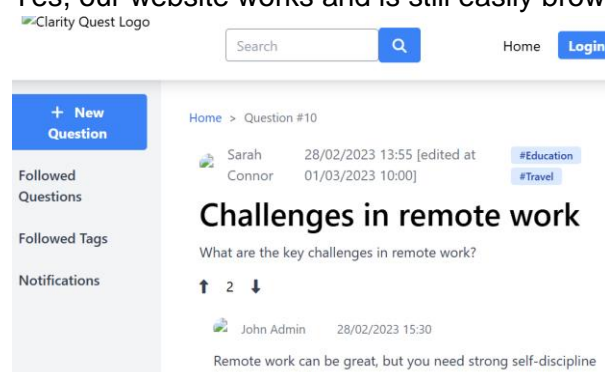 Yes, our website works and is still easily brow
Clarity Quest Logo
Search
Home Login
+ New
Question
Followed
Questions
Followed Tags
Notifications
Home > Question #10
Sarah
Connor
28/02/2023 13:55 [edited at
01/03/2023 10:00]
#Education
#Travel
Challenges in remote work
What are the key challenges in remote work?
2
John Admin 28/02/2023 15:30
Remote work can be great, but you need strong self-discipline